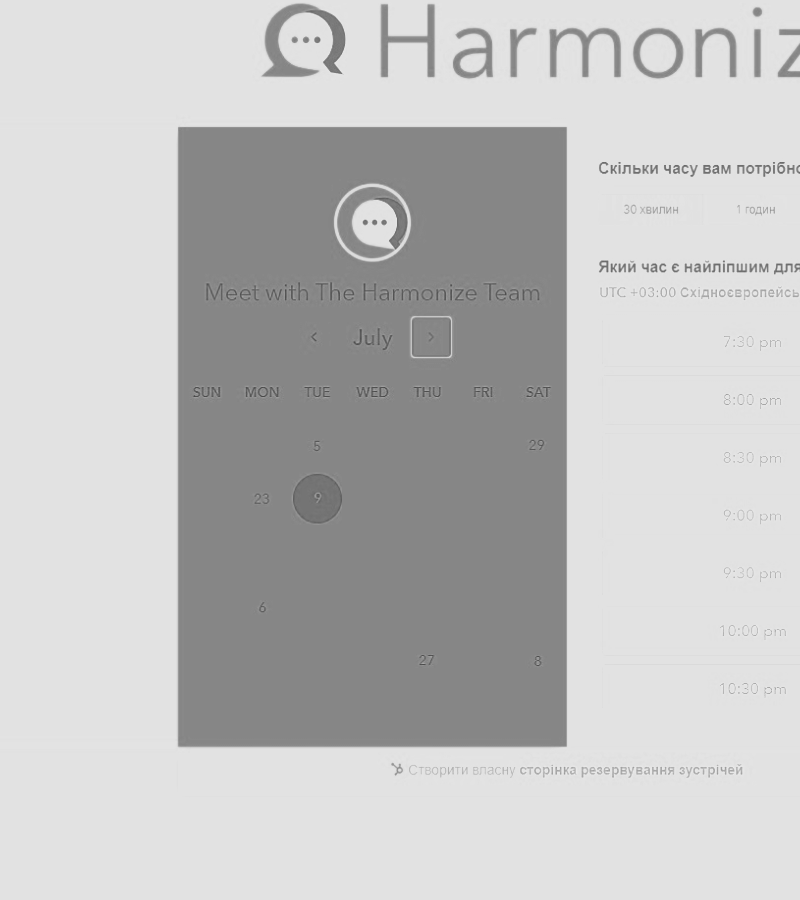 Harmoniz
Meet with The Harmonize Team
July
SUN MON TUE WED THU FRI SAT
5 29
23 9
6
27 8
Скільки часу вам потрібно
30 хвилин 1 годин
Який час є найліпшим для
UTC +03:00 Східноєвропейсь
7:30 pm
8:00 pm
8:30 pm
9:00 pm
9:30 pm
10:00 pm
10:30 pm
Створити власну сторінка резервування зустрічей